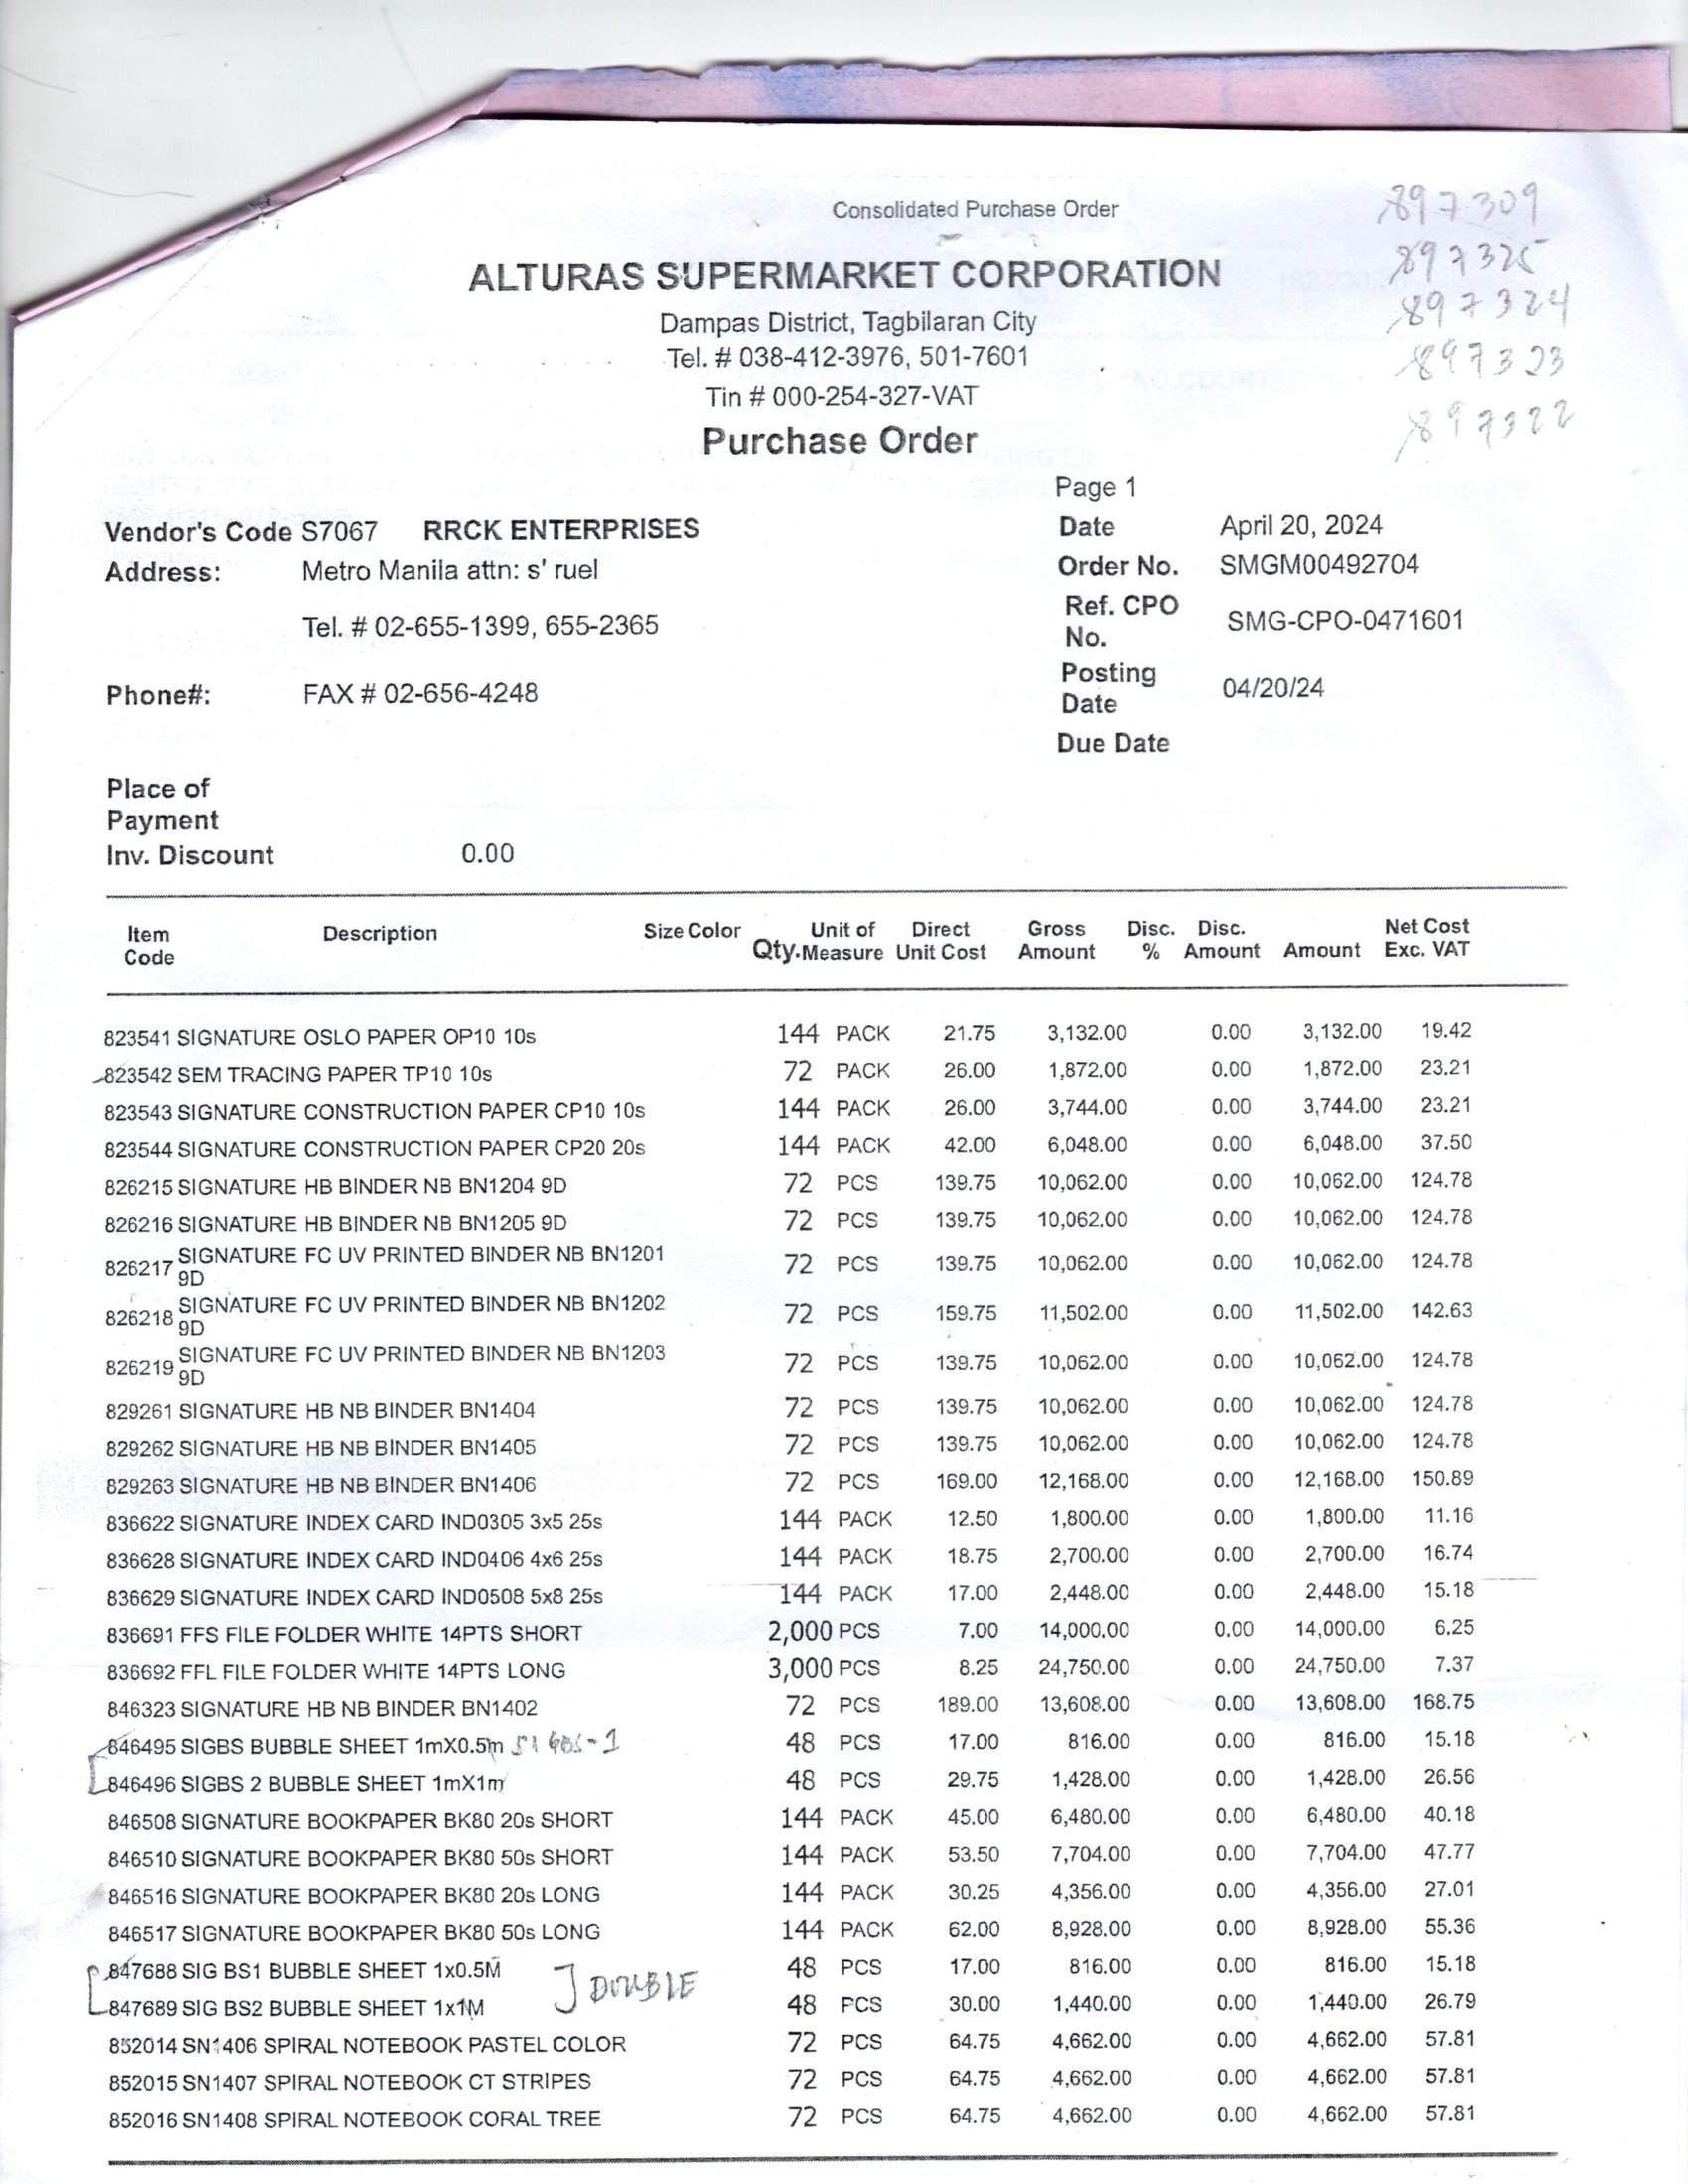 Consolidated Purchase Order
897309
897325
897324
897323
897322
ALTURAS SUPERMARKET CORPORATION
Dampas District, Tagbilaran City
Tel. # 038-412-3976, 501-7601
Tin # 000-254-327-VAT
Purchase Order
Page 1
Vendor's Code S7067 RRCK ENTERPRISES
Date April 20, 2024
Address: Metro Manila attn: s' ruel
Order No. SMGM00492704
Tel. # 02-655-1399, 655-2365
Ref. CPO No. SMG-CPO-0471601
Phone#: FAX # 02-656-4248
Posting Date 04/20/24
Due Date
Place of Payment
Inv. Discount 0.00
Item Code Description Size Color Qty. Unit of Measure Direct Unit Cost Gross Amount Disc. % Disc. Amount Amount Net Cost Exc. VAT
823541 SIGNATURE OSLO PAPER OP10 10s 144 PACK 21.75 3,132.00 0.00 3,132.00 19.42
823542 SEM TRACING PAPER TP10 10s 72 PACK 26.00 1,872.00 0.00 1,872.00 23.21
823543 SIGNATURE CONSTRUCTION PAPER CP10 10s 144 PACK 26.00 3,744.00 0.00 3,744.00 23.21
823544 SIGNATURE CONSTRUCTION PAPER CP20 20s 144 PACK 42.00 6,048.00 0.00 6,048.00 37.50
826215 SIGNATURE HB BINDER NB BN1204 9D 72 PCS 139.75 10,062.00 0.00 10,062.00 124.78
826216 SIGNATURE HB BINDER NB BN1205 9D 72 PCS 139.75 10,062.00 0.00 10,062.00 124.78
826217 SIGNATURE FC UV PRINTED BINDER NB BN1201 9D 72 PCS 139.75 10,062.00 0.00 10,062.00 124.78
826218 SIGNATURE FC UV PRINTED BINDER NB BN1202 9D 72 PCS 159.75 11,502.00 0.00 11,502.00 142.63
826219 SIGNATURE FC UV PRINTED BINDER NB BN1203 9D 72 PCS 139.75 10,062.00 0.00 10,062.00 124.78
829261 SIGNATURE HB NB BINDER BN1404 72 PCS 139.75 10,062.00 0.00 10,062.00 124.78
829262 SIGNATURE HB NB BINDER BN1405 72 PCS 139.75 10,062.00 0.00 10,062.00 124.78
829263 SIGNATURE HB NB BINDER BN1406 72 PCS 169.00 12,168.00 0.00 12,168.00 150.89
836622 SIGNATURE INDEX CARD IND0305 3x5 25s 144 PACK 12.50 1,800.00 0.00 1,800.00 11.16
836628 SIGNATURE INDEX CARD IND0406 4x6 25s 144 PACK 18.75 2,700.00 0.00 2,700.00 16.74
836629 SIGNATURE INDEX CARD IND0508 5x8 25s 144 PACK 17.00 2,448.00 0.00 2,448.00 15.18
836691 FFS FILE FOLDER WHITE 14PTS SHORT 2,000 PCS 7.00 14,000.00 0.00 14,000.00 6.25
836692 FFL FILE FOLDER WHITE 14PTS LONG 3,000 PCS 8.25 24,750.00 0.00 24,750.00 7.37
846323 SIGNATURE HB NB BINDER BN1402 72 PCS 189.00 13,608.00 0.00 13,608.00 168.75
846495 SIGBS BUBBLE SHEET 1mX0.5m 48 PCS 17.00 816.00 0.00 816.00 15.18
846496 SIGBS 2 BUBBLE SHEET 1mX1m 48 PCS 29.75 1,428.00 0.00 1,428.00 26.56
846508 SIGNATURE BOOKPAPER BK80 20s SHORT 144 PACK 45.00 6,480.00 0.00 6,480.00 40.18
846510 SIGNATURE BOOKPAPER BK80 50s SHORT 144 PACK 53.50 7,704.00 0.00 7,704.00 47.77
846516 SIGNATURE BOOKPAPER BK80 20s LONG 144 PACK 30.25 4,356.00 0.00 4,356.00 27.01
846517 SIGNATURE BOOKPAPER BK80 50s LONG 144 PACK 62.00 8,928.00 0.00 8,928.00 55.36
847688 SIG BS1 BUBBLE SHEET 1x0.5M 48 PCS 17.00 816.00 0.00 816.00 15.18
DOUBLE
847689 SIG BS2 BUBBLE SHEET 1x1M 48 PCS 30.00 1,440.00 0.00 1,440.00 26.79
852014 SN1406 SPIRAL NOTEBOOK PASTEL COLOR 72 PCS 64.75 4,662.00 0.00 4,662.00 57.81
852015 SN1407 SPIRAL NOTEBOOK CT STRIPES 72 PCS 64.75 4,662.00 0.00 4,662.00 57.81
852016 SN1408 SPIRAL NOTEBOOK CORAL TREE 72 PCS 64.75 4,662.00 0.00 4,662.00 57.81